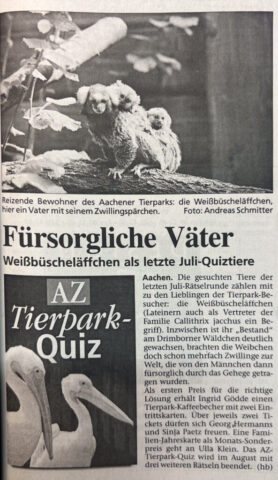 Reizende Bewohner des Aachener Tierparks: die Weißbüscheläffchen,
hier ein Vater mit seinem Zwillingspärchen. Foto: Andreas Schmitter
Fürsorgliche Väter
Weißbüscheläffchen als letzte Juli-Quiztiere
AZ
Tierpark-
Quiz
Aachen. Die gesuchten Tiere der
letzten Juli-Rätselrunde zählen mit
zu den Lieblingen der Tierpark-Be-
sucher: die Weißbüscheläffchen
(Lateinern auch als Vertreter der
Familie Callithrix jacchus ein Be-
griff). Inzwischen ist ihr „Bestand"
am Drimborner Wäldchen deutlich
gewachsen, brachten die Weibchen
doch schon mehrfach Zwillinge zur
Welt, die von den Männchen dann
fürsorglich durch das Gehege getra-
gen wurden.
Als ersten Preis für die richtige
Lösung erhält Ingrid Gödde einen
Tierpark-Kaffeebecher mit zwei Ein-
trittskarten. Über jeweils zwei Tic-
kets dürfen sich Georg Hermanns
und Sinja Paetz freuen. Eine Fami-
lien-Jahreskarte als Monats-Sonder-
preis geht an Ulla Klein. Das AZ-
Tierpark-Quiz wird im August mit
drei weiteren Rätseln beendet. (hb)